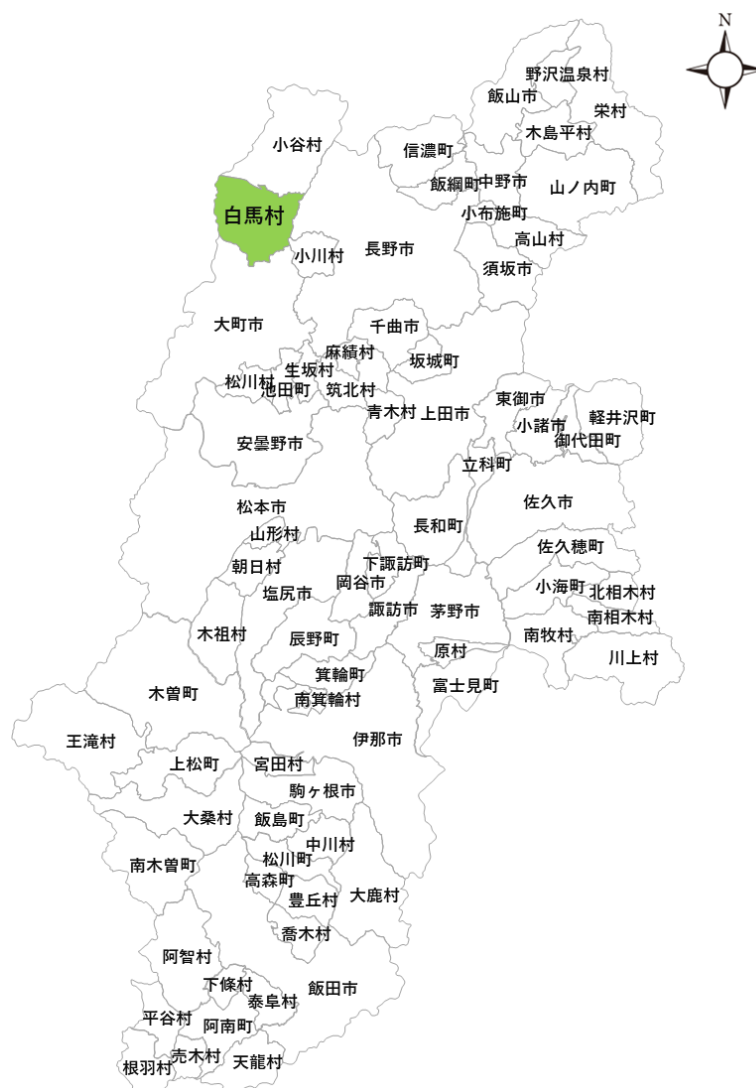 N
野沢温泉村
飯山市
栄村
木島平村
小谷村
信濃町
飯綱町
中野市
山ノ内町
白馬村
小布施町
高山村
小川村
長野市
須坂市
大町市
千曲市
麻績村
坂城町
生坂村
松川村
池田町
筑北村
青木村
上田市
東御市
小諸市
軽井沢町
御代田町
安曇野市
立科町
松本市
佐久市
山形村
長和町
佐久穂町
朝日村
塩尻市
岡谷市
下諏訪町
小海町
北相木村
諏訪市
茅野市
南相木村
木祖村
辰野町
原村
南牧村
川上村
箕輪町
富士見町
木曽町
南箕輪村
王滝村
伊那市
上松町
宮田村
駒ヶ根市
大桑村
飯島町
中川村
南木曽町
松川町
高森町
豊丘村
大鹿村
喬木村
阿智村
下條村
泰阜村
飯田市
平谷村
阿南町
売木村
根羽村
天龍村